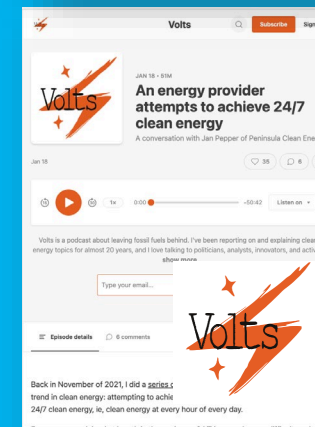 Volts
Subscribe
Sign
Volts
JAN 18 • 51M
An energy provider
attempts to achieve 24/7
clean energy
A conversation with Jan Pepper of Peninsula Clean Ene
Jan 18
35
6
1x
0:00
-50:42
Listen on
Volts is a podcast about leaving fossil fuels behind. I've been reporting on and explaining clean
energy topics for almost 20 years, and I love talking to politicians, analysts, innovators, and activ
show more
Type your email...
Volts
Episode details
6 comments
Back in November of 2021, I did a series
trend in clean energy: attempting to achie
24/7 clean energy, ie, clean energy at every hour of every day.